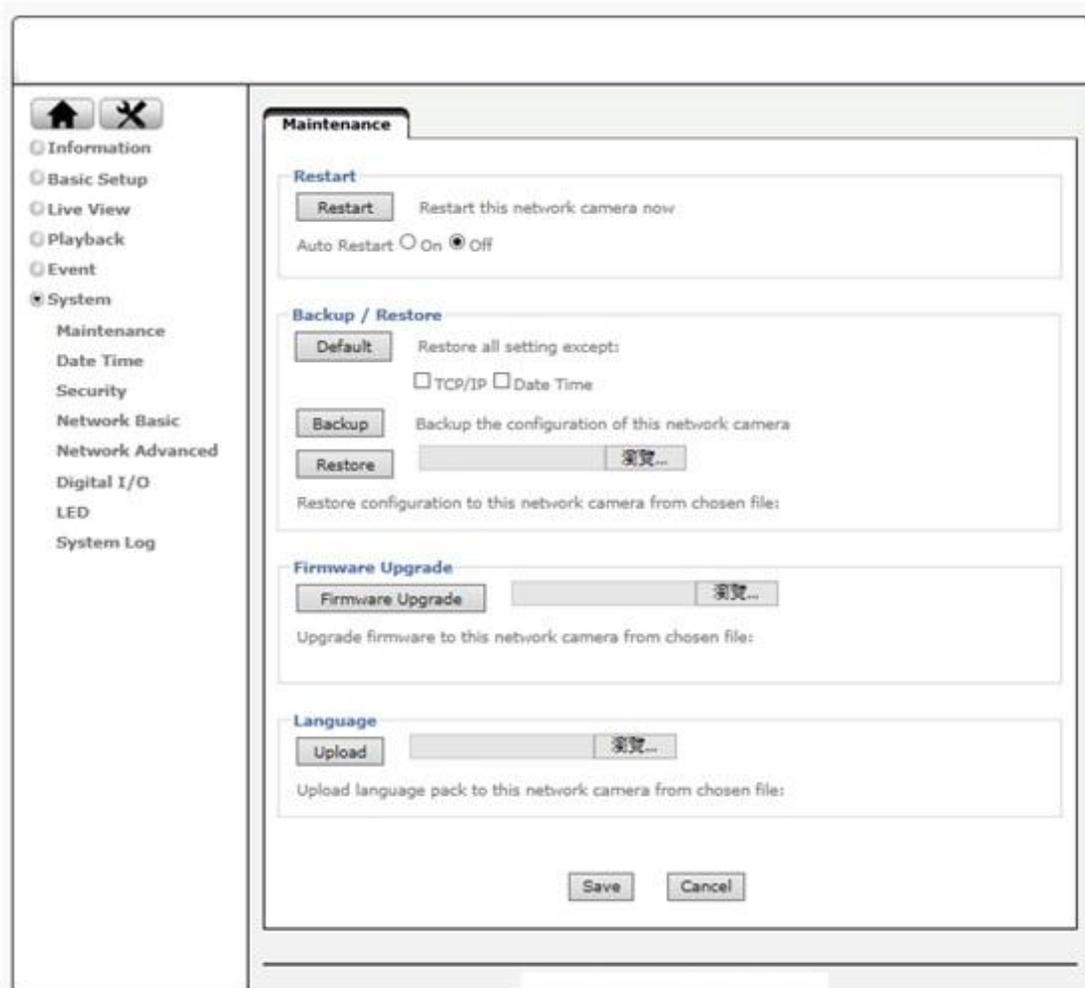 Information
Basic Setup
Live View
Playback
Event
System
Maintenance
Date Time
Security
Network Basic
Network Advanced
Digital I/O
LED
System Log
Maintenance
Restart
Restart Restart this network camera now
Auto Restart On Off
Backup / Restore
Default Restore all setting except:
TCP/IP Date Time
Backup Backup the configuration of this network camera
Restore 瀏覽...
Restore configuration to this network camera from chosen file:
Firmware Upgrade
Firmware Upgrade 瀏覽...
Upgrade firmware to this network camera from chosen file:
Language
Upload 瀏覽...
Upload language pack to this network camera from chosen file:
Save Cancel